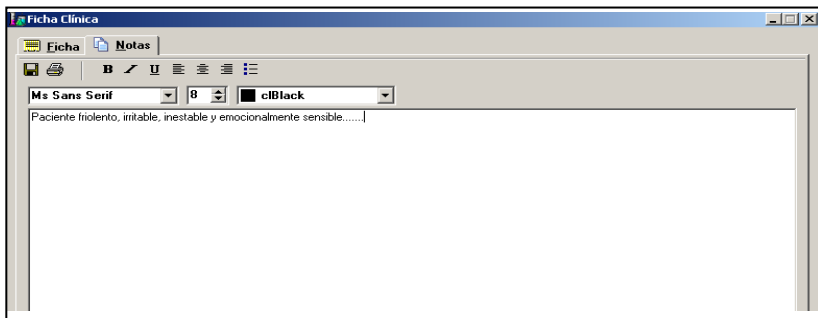 Ficha Clínica
Ficha Notas
B I U
Ms Sans Serif 8 clBlack
Paciente friolento, irritable, inestable y emocionalmente sensible.......